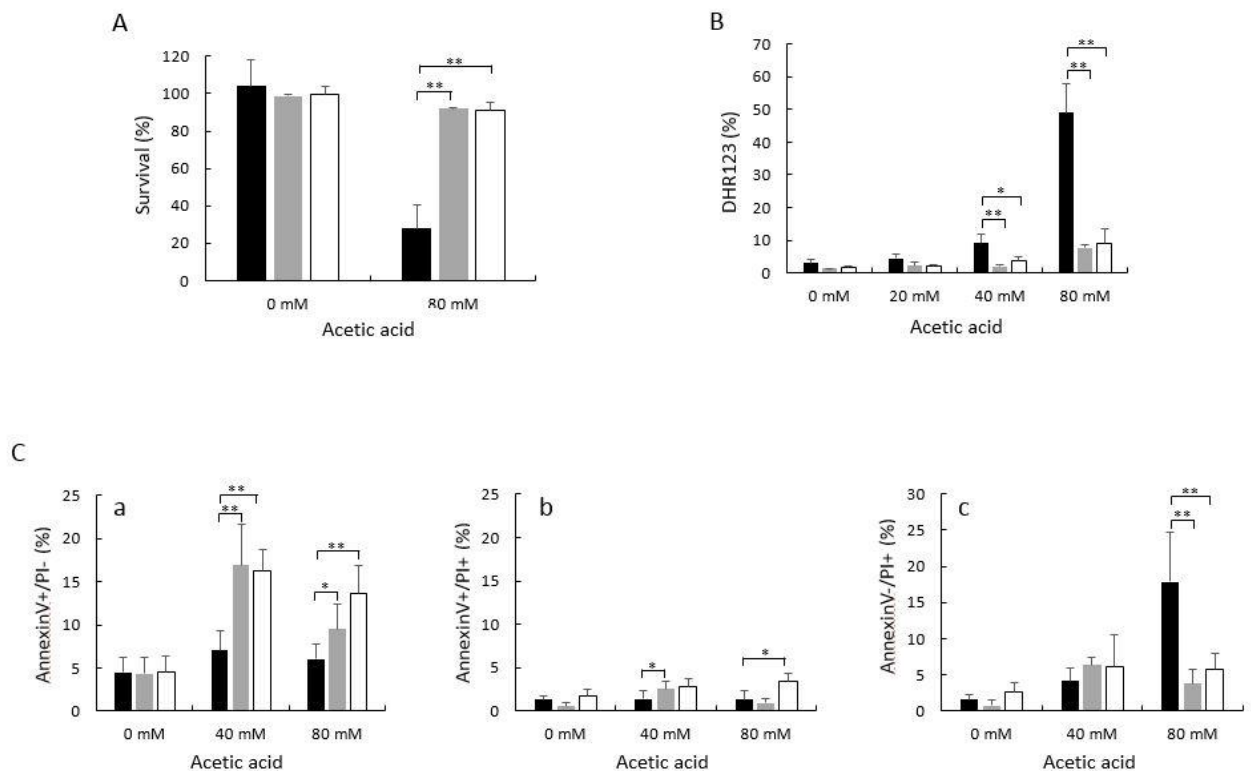 A
Survival (%)
120
100
80
60
40
20
0
**
**
0 mM 80 mM
Acetic acid
B
DHR123 (%)
70
60
50
40
30
20
10
0
*
**
**
**
0 mM 20 mM 40 mM 80 mM
Acetic acid
C
a
AnnexinV+/PI- (%)
25
20
15
10
5
0
**
**
**
*
0 mM 40 mM 80 mM
Acetic acid
b
AnnexinV+/PI+ (%)
25
20
15
10
5
0
*
*
0 mM 40 mM 80 mM
Acetic acid
c
AnnexinV-/PI+ (%)
30
25
20
15
10
5
0
**
**
0 mM 40 mM 80 mM
Acetic acid